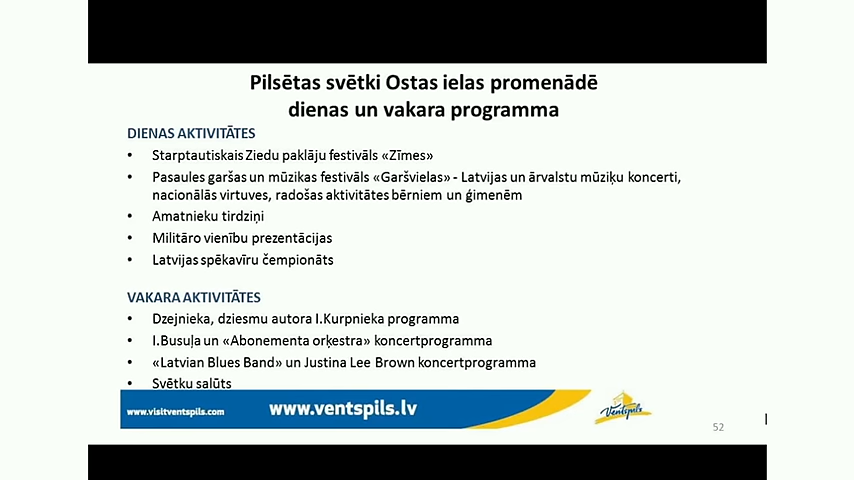 Pilsētas svētki Ostas ielas promenādē
dienas un vakara programma
DIENAS AKTIVITĀTES
• Starptautiskais Ziedu paklāju festivāls «Zīmes»
• Pasaules garšas un mūzikas festivāls «Garšvielas» - Latvijas un ārvalstu mūziķu koncerti,
nacionālās virtuves, radošas aktivitātes bērniem un ģimenēm
• Amatnieku tirdziņi
• Militāro vienību prezentācijas
• Latvijas spēkavīru čempionāts
VAKARA AKTIVITĀTES
• Dzejnieka, dziesmu autora I.Kurpnieka programma
• I.Busuļa un «Abonementa orķestra» koncertprogramma
• «Latvian Blues Band» un Justina Lee Brown koncertprogramma
• Svētku salūts
www.visitventspils.com
www.ventspils.lv
Ventspils
52